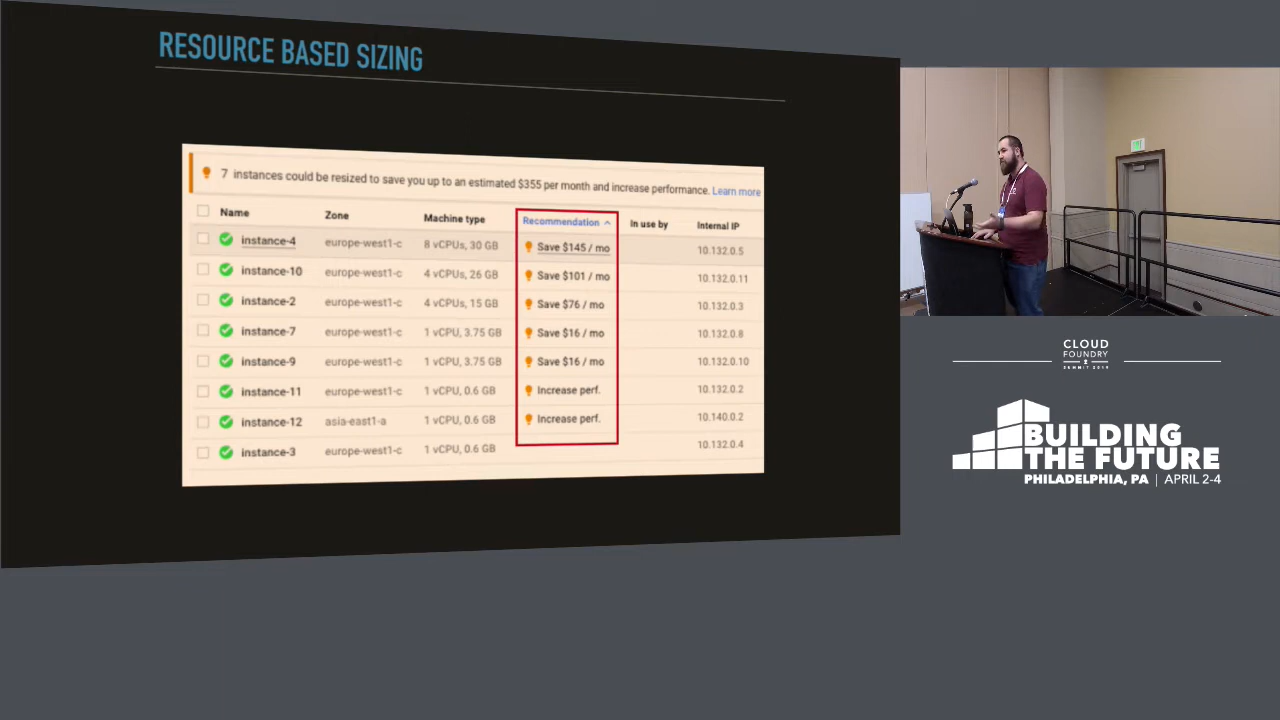 RESOURCE BASED SIZING
7 instances could be resized to save you up to an estimated $355 per month and increase performance. Learn more
Name Zone Machine type Recommendation In use by Internal IP
instance-4 europe-west1-c 8 vCPUs, 30 GB Save $145 / mo 10.132.0.5
instance-10 europe-west1-c 4 vCPUs, 26 GB Save $101 / mo 10.132.0.11
instance-2 europe-west1-c 4 vCPUs, 15 GB Save $76 / mo 10.132.0.3
instance-7 europe-west1-c 1 vCPU, 3.75 GB Save $16 / mo 10.132.0.8
instance-9 europe-west1-c 1 vCPU, 3.75 GB Save $16 / mo 10.132.0.10
instance-11 europe-west1-c 1 vCPU, 0.6 GB Increase perf. 10.132.0.2
instance-12 asia-east1-a 1 vCPU, 0.6 GB Increase perf. 10.140.0.2
instance-3 europe-west1-c 1 vCPU, 0.6 GB 10.132.0.4
CLOUD
FOUNDRY
SUMMIT 2019
BUILDING
THE FUTURE
PHILADELPHIA, PA | APRIL 2-4